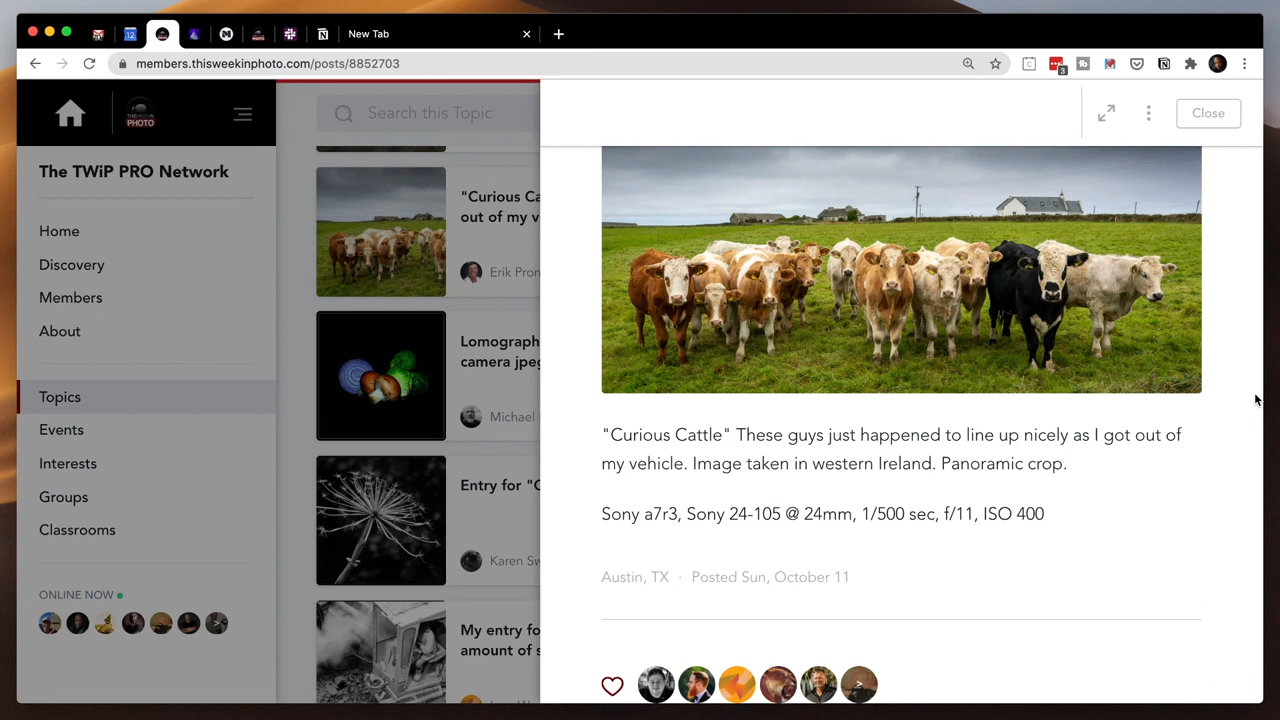 New Tab
members.thisweekinphoto.com/posts/8852703
3
12
PHOTO
Search this Topic
Close
The TWiP PRO Network
Home
Discovery
Members
About
Topics
Events
Interests
Groups
Classrooms
ONLINE NOW
"Curious Ca
out of my v
Erik Pron
Lomograph
camera jpeg
Michael
Entry for "C
Karen Sw
My entry fo
amount of s
"Curious Cattle" These guys just happened to line up nicely as I got out of
my vehicle. Image taken in western Ireland. Panoramic crop.
Sony a7r3, Sony 24-105 @ 24mm, 1/500 sec, f/11, ISO 400
Austin, TX · Posted Sun, October 11